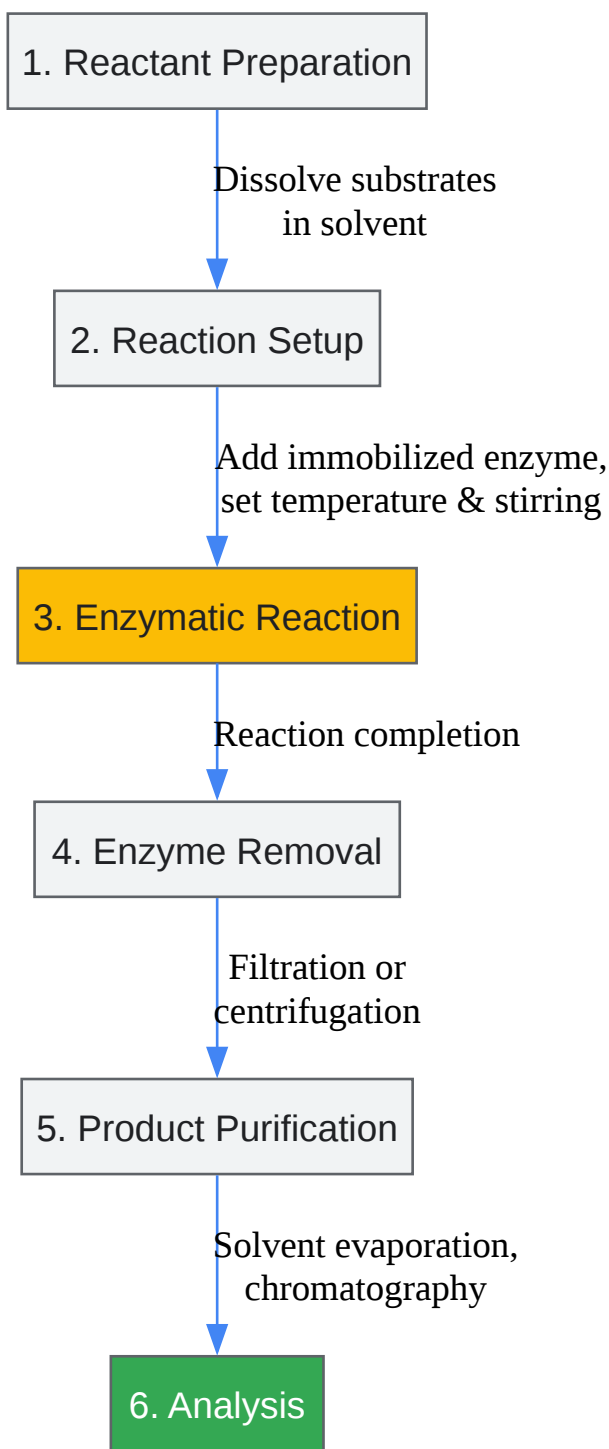 1. Reactant Preparation
Dissolve substrates
in solvent
2. Reaction Setup
Add immobilized enzyme,
set temperature & stirring
3. Enzymatic Reaction
Reaction completion
4. Enzyme Removal
Filtration or
centrifugation
5. Product Purification
Solvent evaporation,
chromatography
6. Analysis